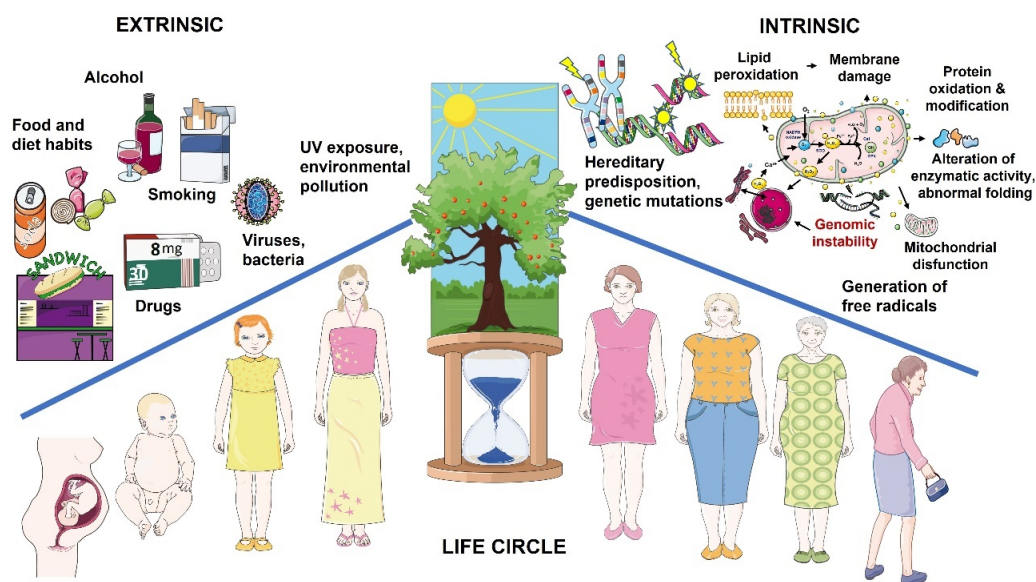 EXTRINSIC
Alcohol
Food and
diet habits
Smoking
UV exposure,
environmental
pollution
Viruses,
bacteria
8mg
3D
Drugs
SANDWICH
INTRINSIC
Lipid
peroxidation
Membrane
damage
Protein
oxidation &
modification
Hereditary
predisposition,
genetic mutations
Alteration of
enzymatic activity,
abnormal folding
Genomic
instability
Mitochondrial
disfunction
Generation of
free radicals
LIFE CIRCLE